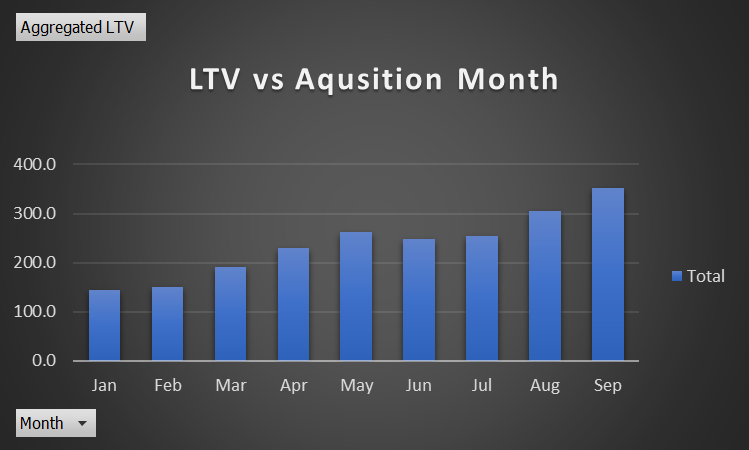 Aggregated LTV
LTV vs Aqusition Month
400.0
300.0
200.0
100.0
0.0
Jan Feb Mar Apr May Jun Jul Aug Sep
Total
Month